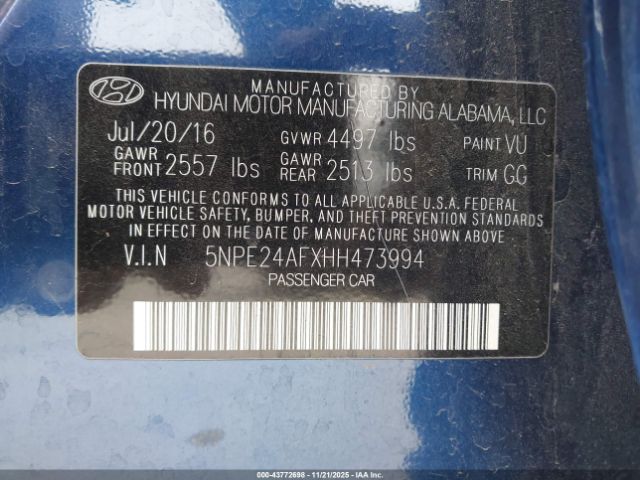 MANUFACTURED BY
HYUNDAI MOTOR MANUFACTURING ALABAMA, LLC
Jul/20/16 GVWR 4497 lbs PAINT VU
GAWR FRONT 2557 lbs GAWR REAR 2513 lbs TRIM GG
THIS VEHICLE CONFORMS TO ALL APPLICABLE U.S.A. FEDERAL
MOTOR VEHICLE SAFETY, BUMPER, AND THEFT PREVENTION STANDARDS
IN EFFECT ON THE DATE OF MANUFACTURE SHOWN ABOVE.
V.I.N 5NPE24AFXHH473994
PASSENGER CAR
000-43772698 - 11/21/2025 - IAAI.COM